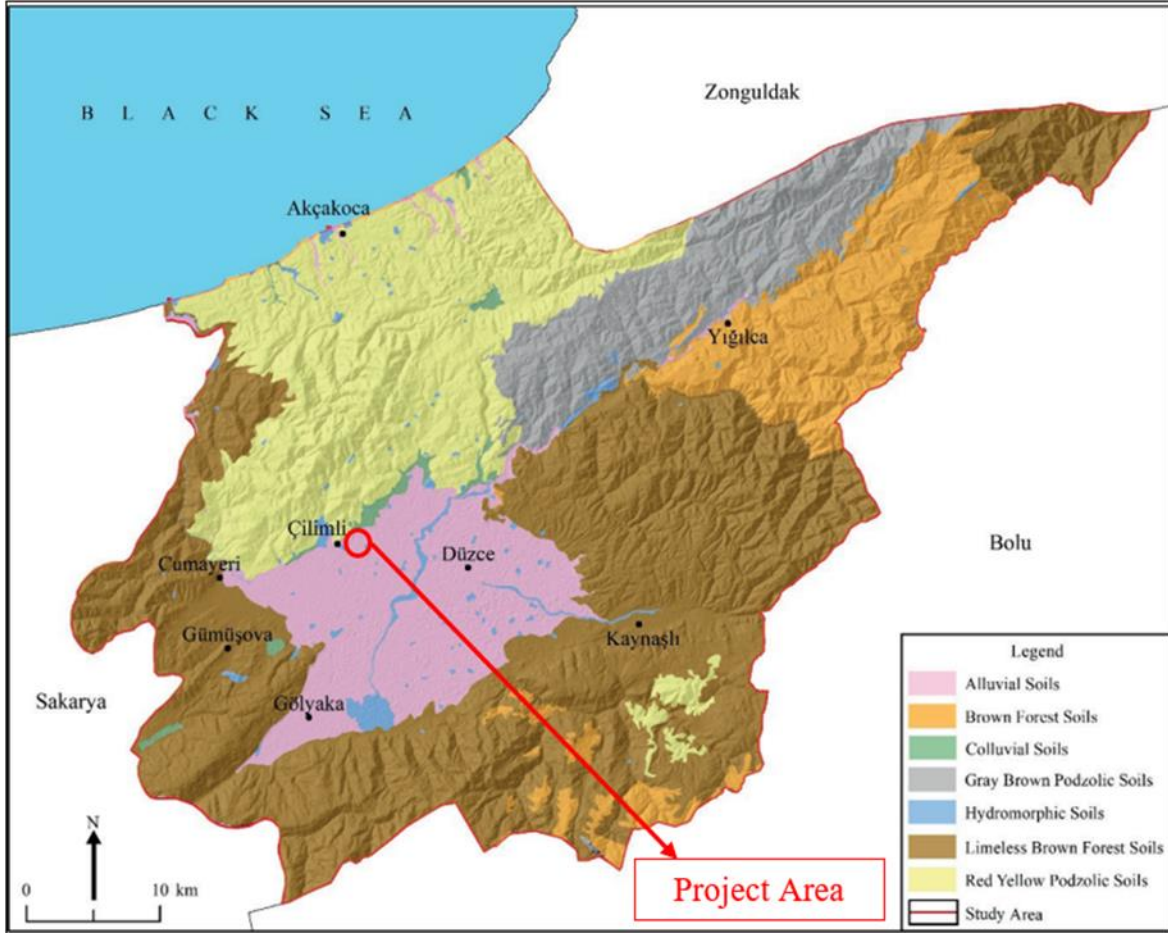 Zonguldak
BLACK SEA
Akçakoca
Yığılca
Çilimli
Düzce
Cumayeri
Bolu
Gümüşova
Kaynaşlı
Sakarya
Gölyaka
N
0 10 km
Project Area
Legend
Alluvial Soils
Brown Forest Soils
Colluvial Soils
Gray Brown Podzolic Soils
Hydromorphic Soils
Limeless Brown Forest Soils
Red Yellow Podzolic Soils
Study Area